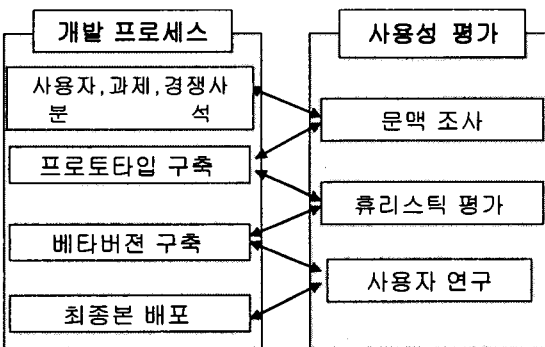 개발 프로세스
사용성 평가
사용자,과제,경쟁사
분 석
문맥 조사
프로토타입 구축
휴리스틱 평가
베타버젼 구축
사용자 연구
최종본 배포